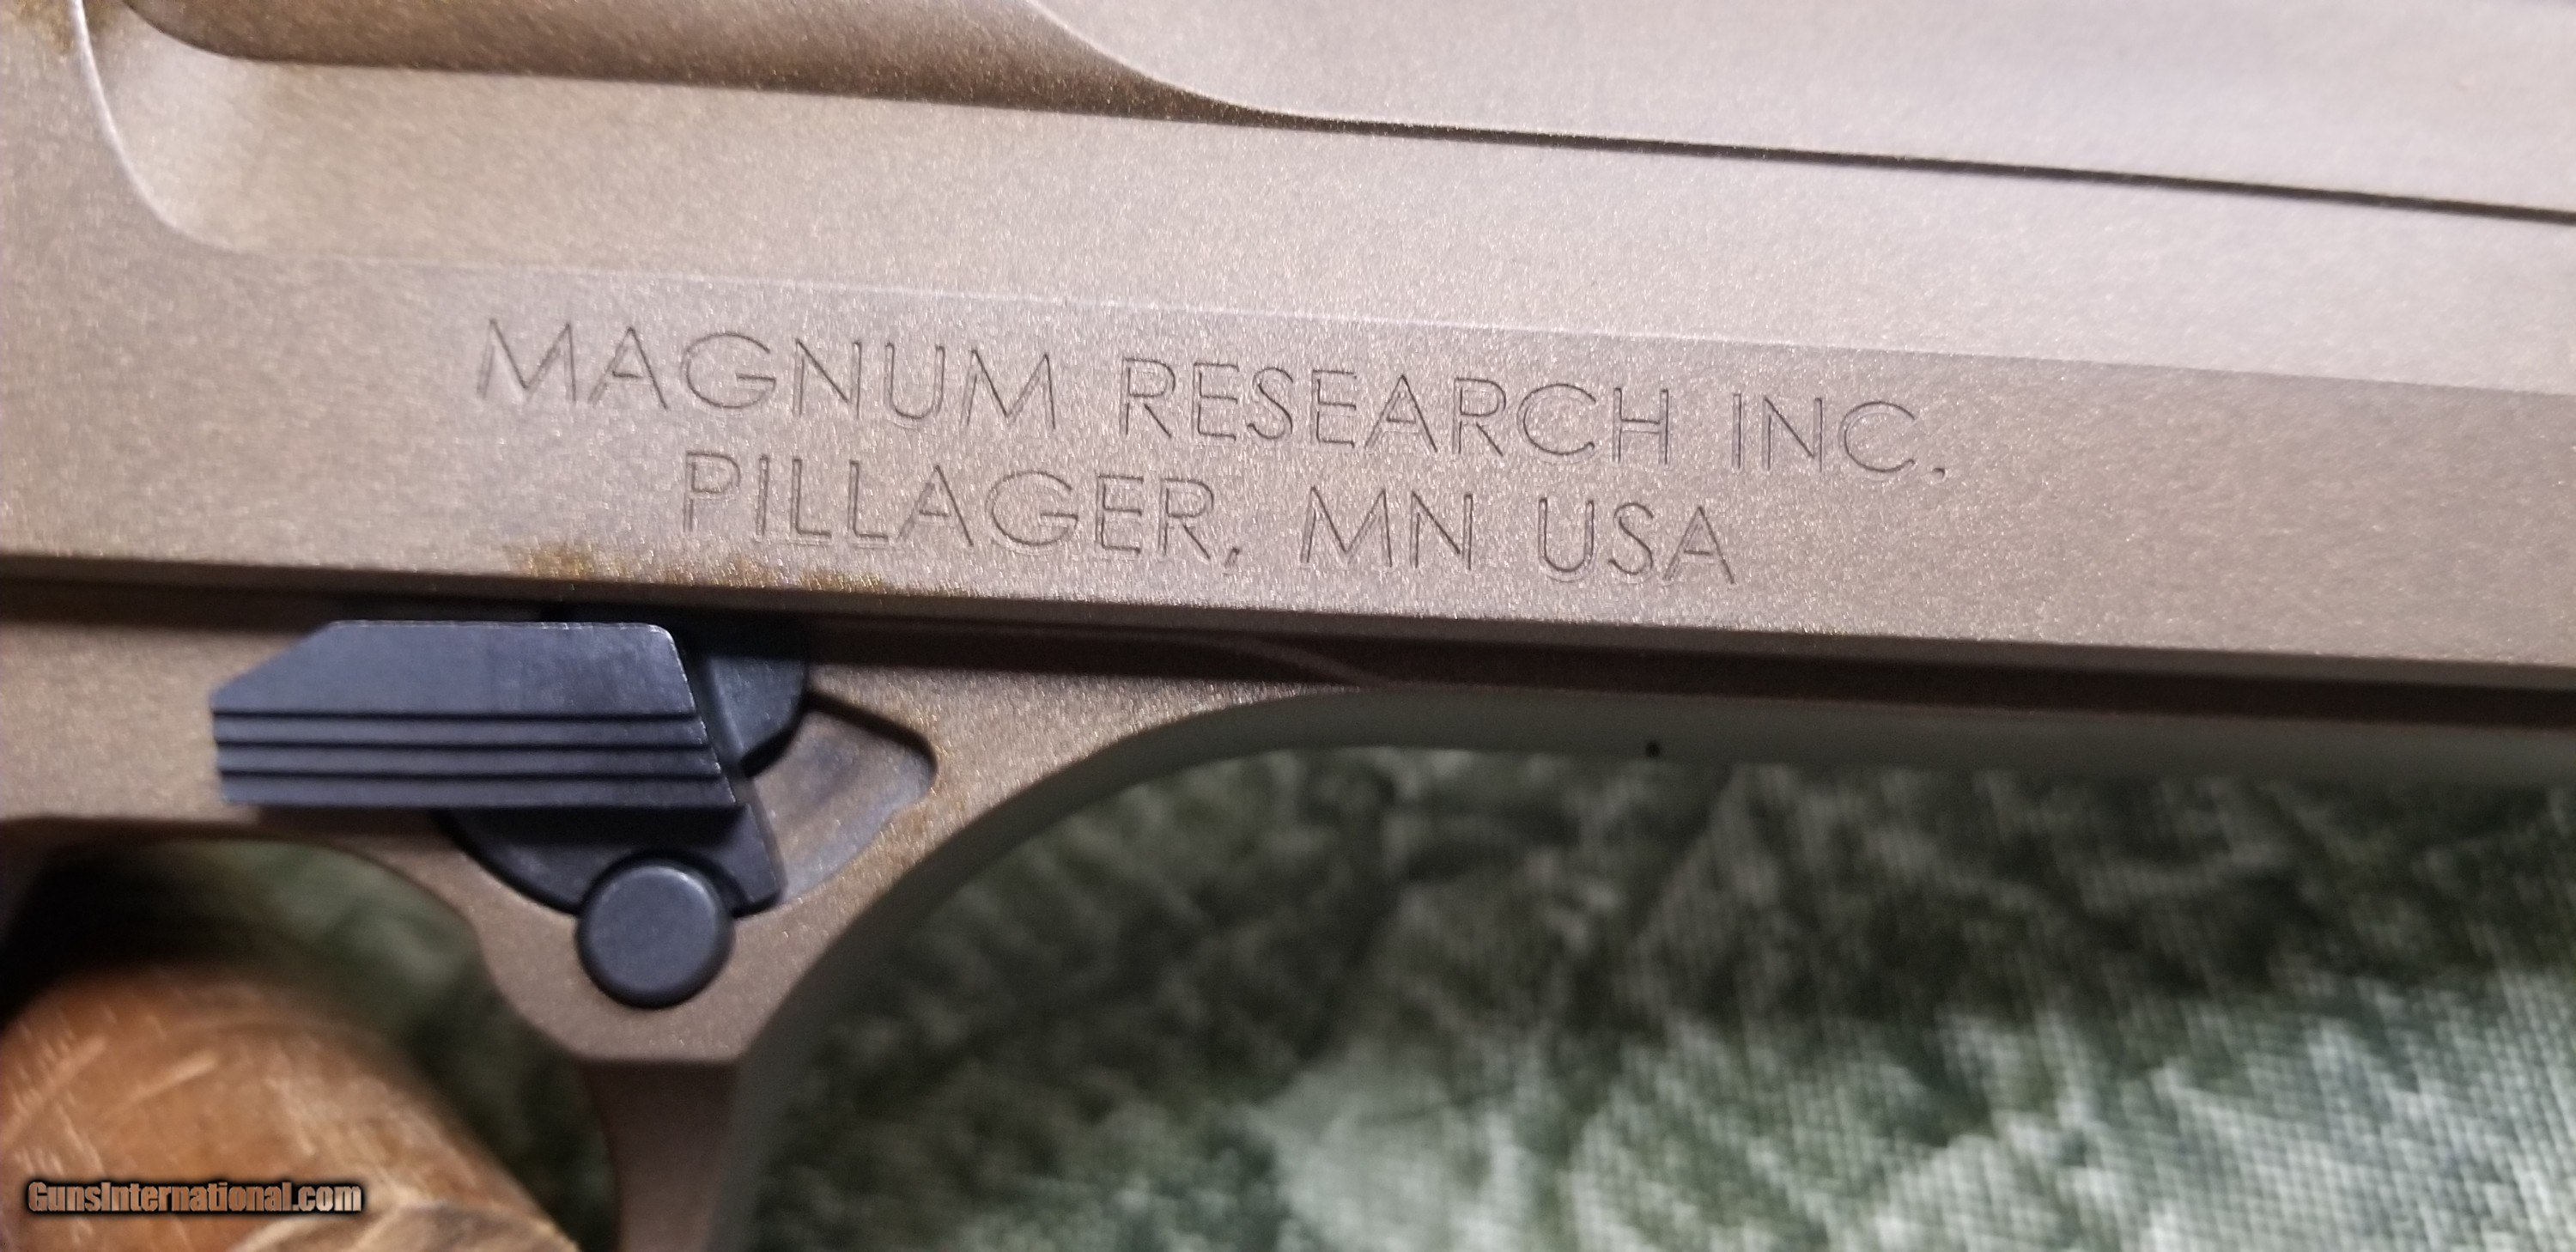 MAGNUM RESEARCH INC.
PILLAGER, MN USA
GunsInternational.com